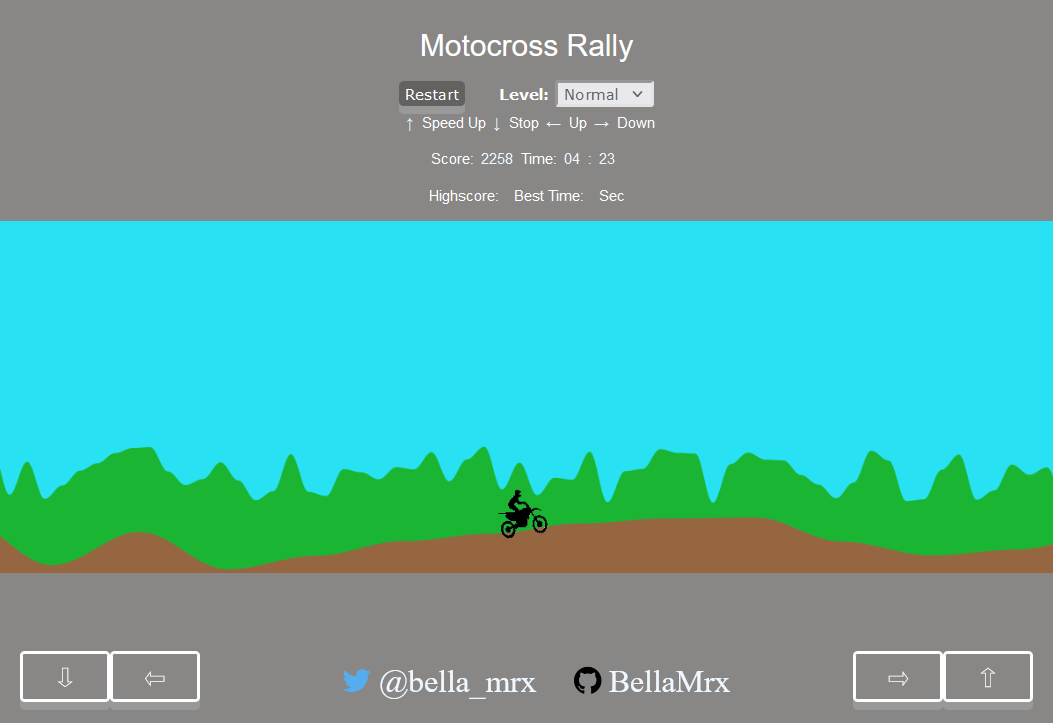 Motocross Rally
Restart Level: Normal
↑ Speed Up ↓ Stop ← Up → Down
Score: 2258 Time: 04 : 23
Highscore: Best Time: Sec
⇩ ⇦ @bella_mrx BellaMrx ⇨ ⇧